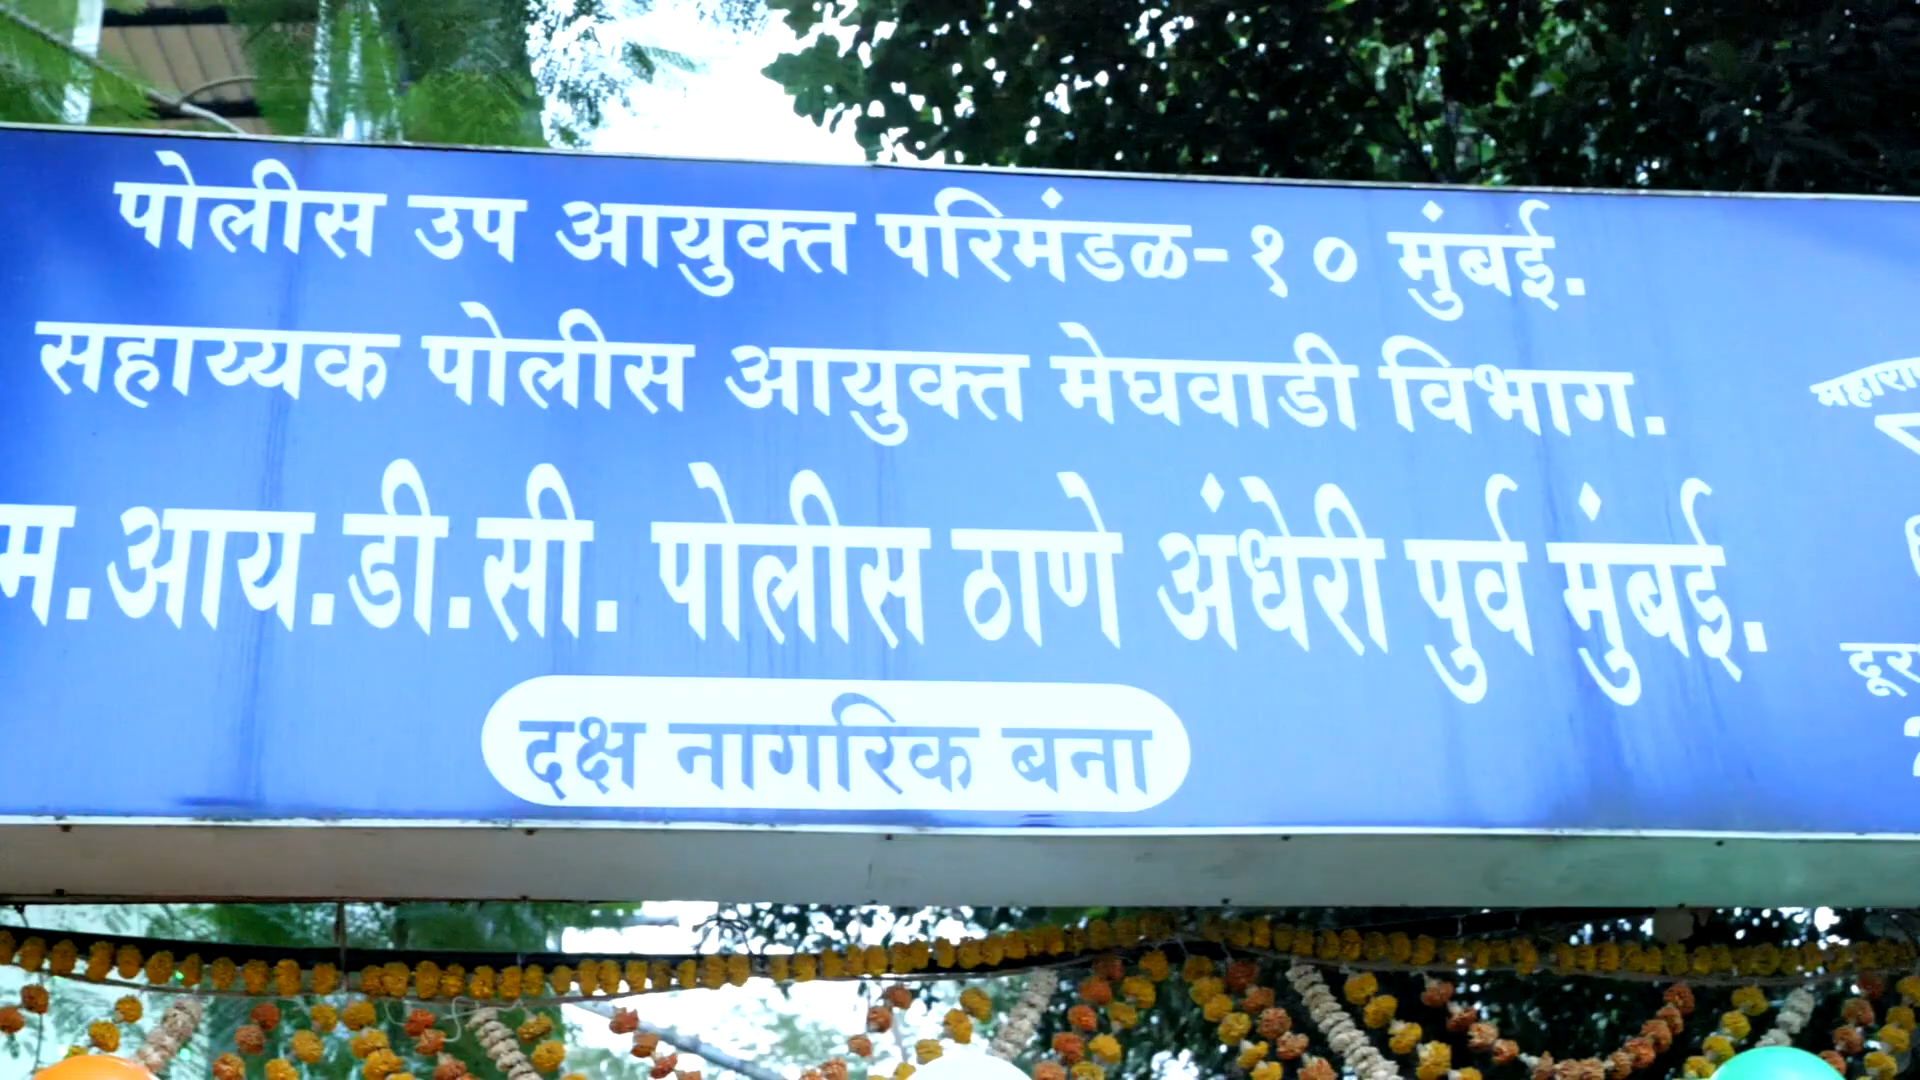 पोलीस उप आयुक्त परिमंडळ-१० मुंबई.
सहाय्यक पोलीस आयुक्त मेघवाडी विभाग.
म.आय.डी.सी. पोलीस ठाणे अंधेरी पुर्व मुंबई.
दक्ष नागरिक बना